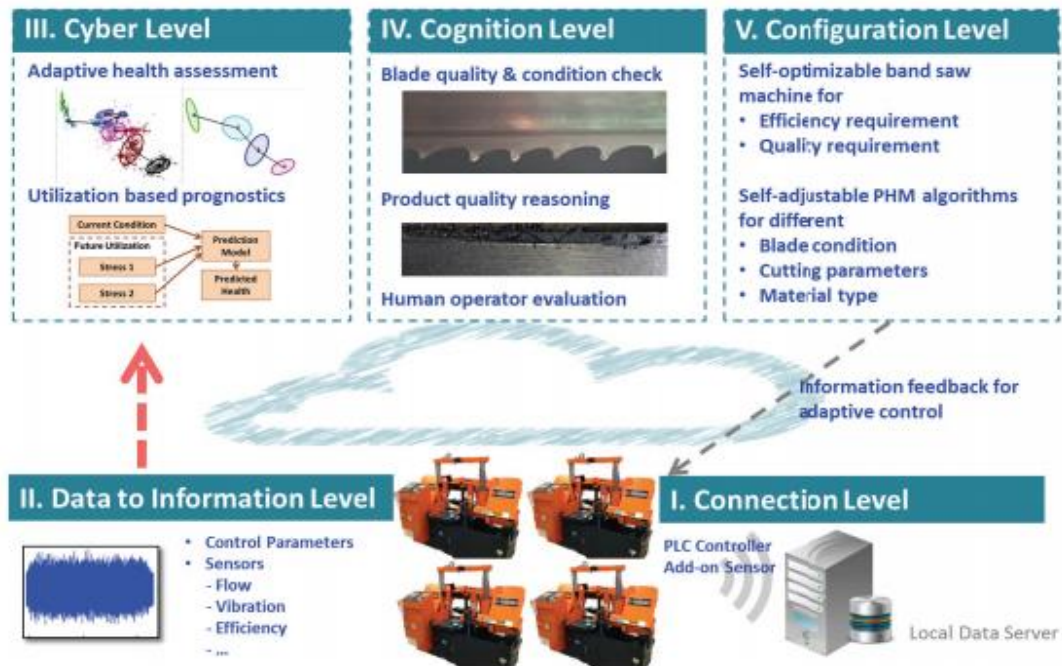 III. Cyber Level
Adaptive health assessment
Utilization based prognostics
Current Condition
Future Utilization
Stress 1
Stress 2
Prediction
Model
Predicted
Health
IV. Cognition Level
Blade quality & condition check
Product quality reasoning
Human operator evaluation
V. Configuration Level
Self-optimizable band saw
machine for
• Efficiency requirement
• Quality requirement
Self-adjustable PHM algorithms
for different
• Blade condition
• Cutting parameters
• Material type
Information feedback for
adaptive control
II. Data to Information Level
• Control Parameters
• Sensors
- Flow
- Vibration
- Efficiency
- ...
I. Connection Level
PLC Controller
Add-on Sensor
Local Data Server